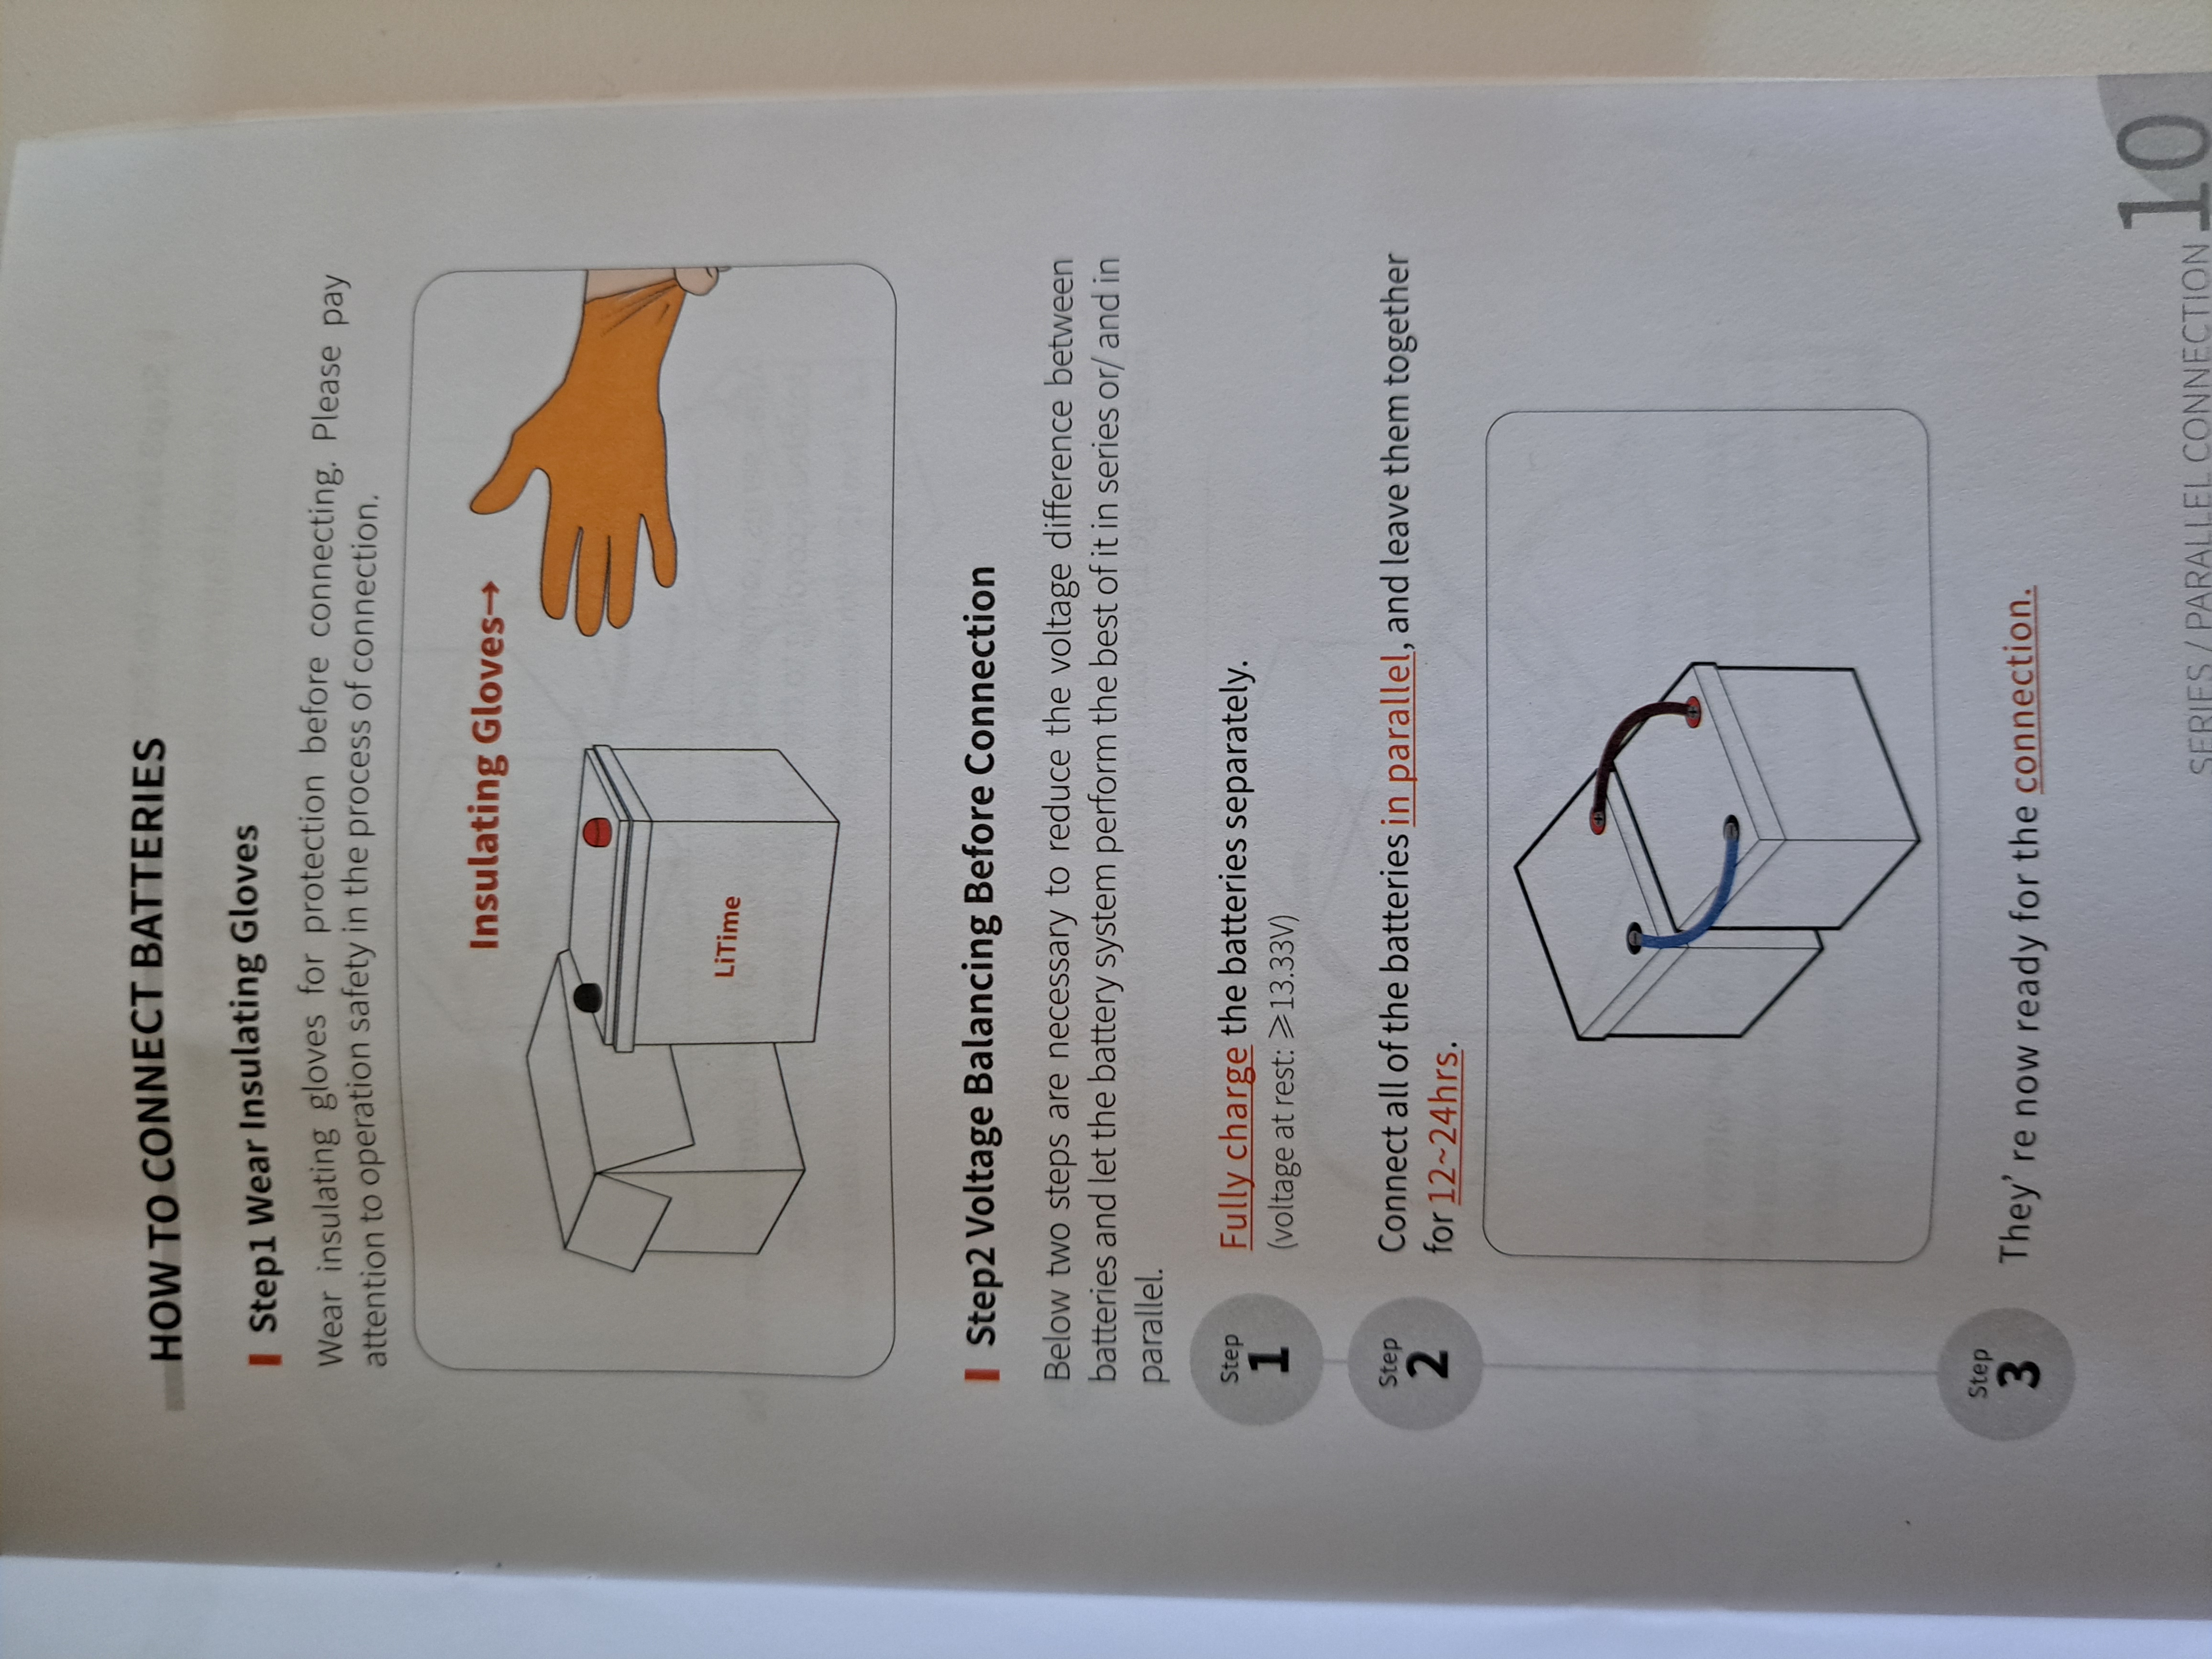 HOW TO CONNECT BATTERIES
Step1 Wear Insulating Gloves
Wear insulating gloves for protection before connecting. Please pay
attention to operation safety in the process of connection.
Insulating Gloves→
LiTime
Step2 Voltage Balancing Before Connection
Below two steps are necessary to reduce the voltage difference between
batteries and let the battery system perform the best of it in series or/ and in
parallel.
Step
1
Fully charge the batteries separately.
(voltage at rest: ⩾13.33V)
Step
2
Connect all of the batteries in parallel, and leave them together
for 12~24hrs.
Step
3
They' re now ready for the connection.
SERIES / PARALLEL CONNECTION 10